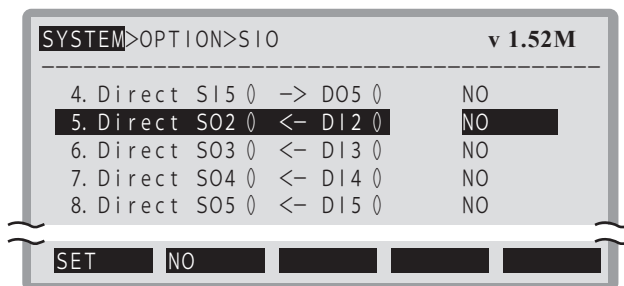 SYSTEM>OPTION>SIO v 1.52M
4. Direct SI5() -> DO5() NO
5. Direct SO2() <- DI2() NO
6. Direct SO3() <- DI3() NO
7. Direct SO4() <- DI4() NO
8. Direct SO5() <- DI5() NO
SET NO